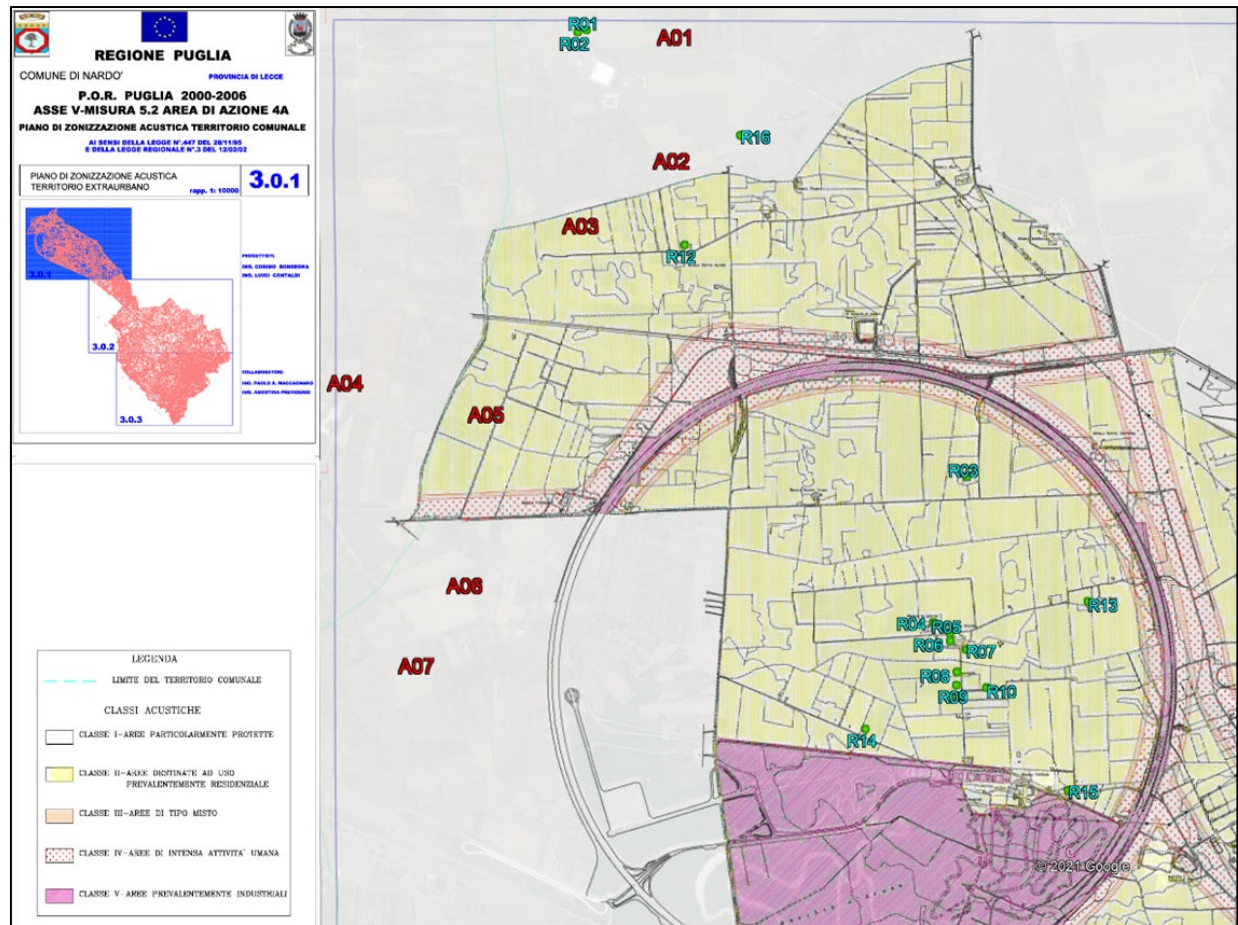 REGIONE PUGLIA
COMUNE DI NARDO'
PROVINCIA DI LECCE
P.O.R. PUGLIA 2000-2006
ASSE V-MISURA 5.2 AREA DI AZIONE 4A
PIANO DI ZONIZZAZIONE ACUSTICA TERRITORIO COMUNALE
AI SENSI DELLA LEGGE N°.447 DEL 26/11/95
E DELLA LEGGE REGIONALE N°.3 DEL 12/02/02
PIANO DI ZONIZZAZIONE ACUSTICA
TERRITORIO EXTRAURBANO
rapp. 1: 10000
3.0.1
3.0.1
3.0.2
3.0.3
PROGETTISTI:
COLLABORATORI:
LEGENDA
LIMITE DEL TERRITORIO COMUNALE
CLASSI ACUSTICHE
CLASSE I-AREE PARTICOLARMENTE PROTETTE
CLASSE II-AREE DESTINATE AD USO
PREVALENTEMENTE RESIDENZIALE
CLASSE III-AREE DI TIPO MISTO
CLASSE IV-AREE DI INTENSA ATTIVITA' UMANA
CLASSE V-AREE PREVALENTEMENTE INDUSTRIALI
R01
R02
A01
R16
A02
A03
R12
A04
A05
R03
A06
R13
R04
R05
R06
R07
A07
R08
R09
R10
R14
R15
© 2021 Google